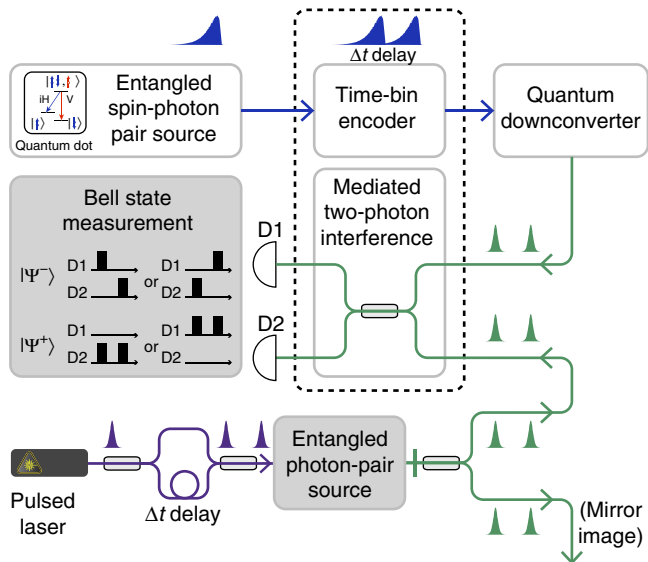 Δt delay
Entangled
spin-photon
pair source
iH
V
Quantum dot
Time-bin
encoder
Quantum
downconverter
Bell state
measurement
|Ψ⁻⟩
D1
D2
or
D1
D2
|Ψ⁺⟩
D1
D2
or
D1
D2
D1
D2
Mediated
two-photon
interference
Pulsed
laser
Δt delay
Entangled
photon-pair
source
(Mirror
image)